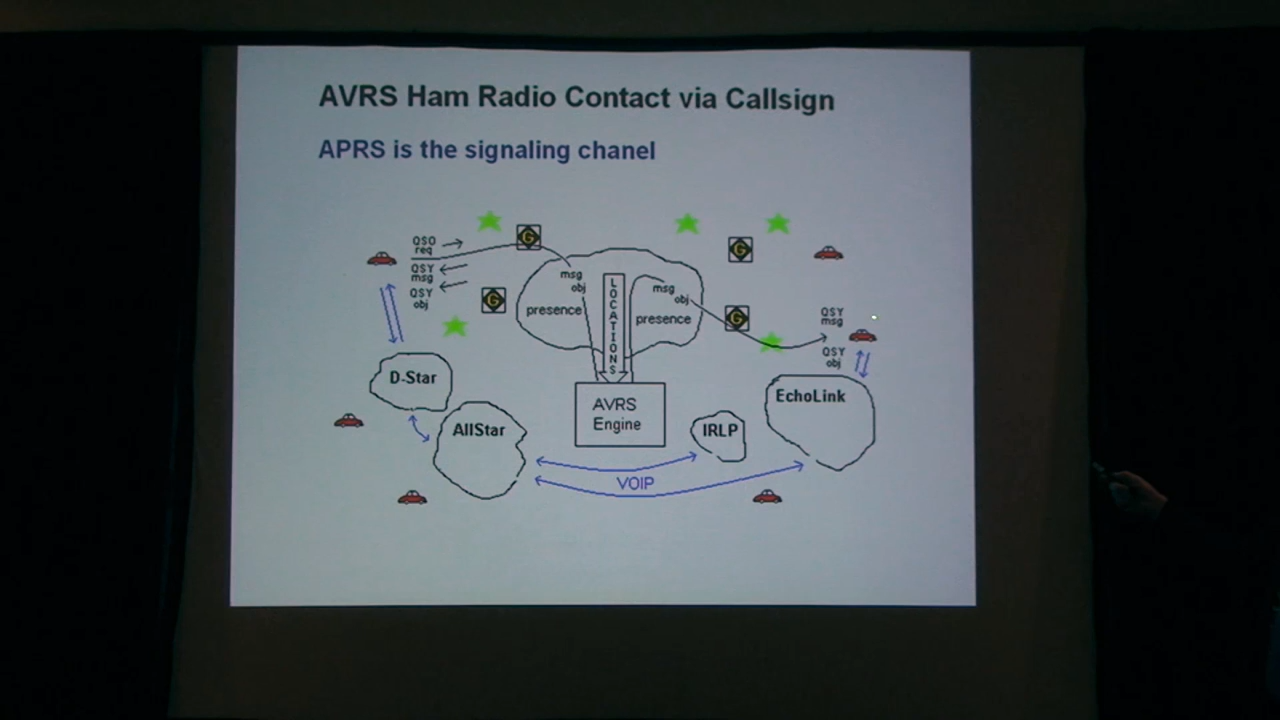 AVRS Ham Radio Contact via Callsign
APRS is the signaling chanel
QSO
req
QSY
msg
QSY
obj
G
G
msg
obj
presence
LOCATIONS
msg
obj
presence
G
G
QSY
msg
QSY
obj
D-Star
AllStar
AVRS
Engine
IRLP
EchoLink
VOIP